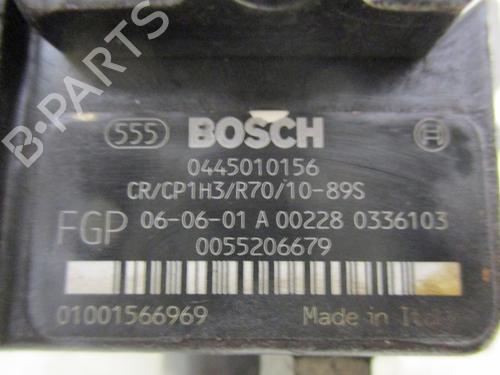 B-PARTS
555 BOSCH
0445010156
CR/CP1H3/R70/10-89S
FGP 06-06-01 A 00228 0336103
0055206679
01001566969 Made in